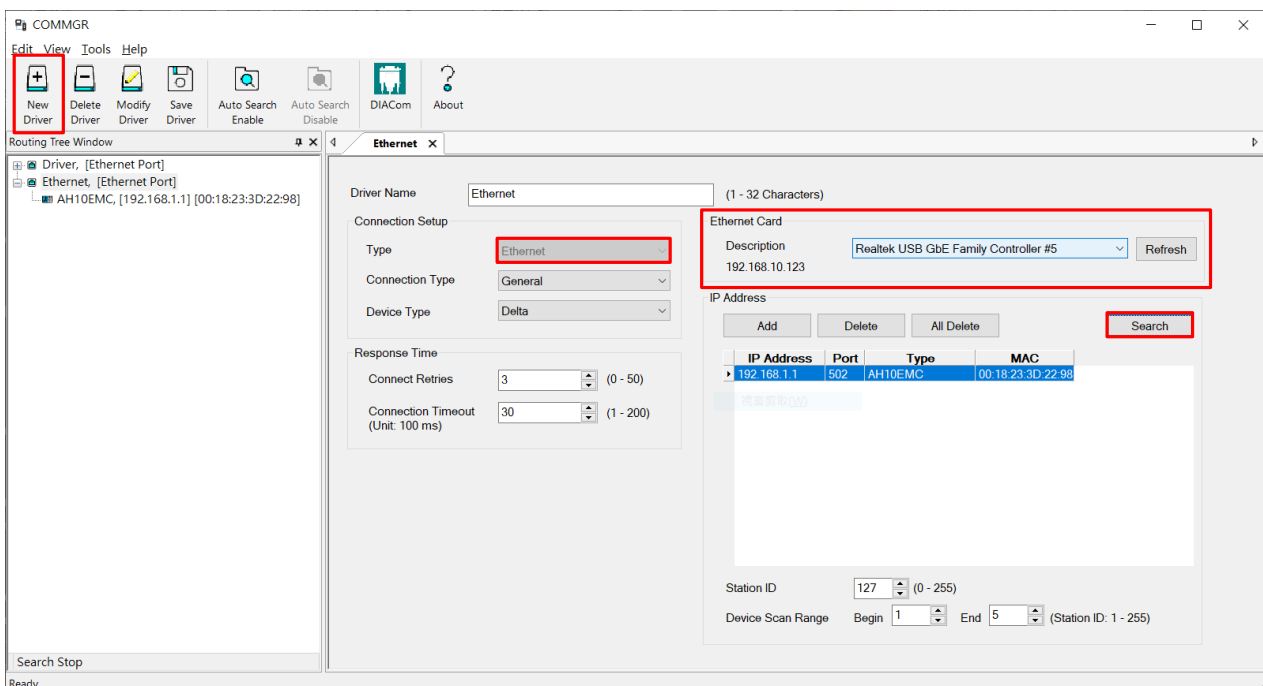 COMMGR
Edit View Tools Help
New Driver
Delete Driver
Modify Driver
Save Driver
Auto Search Enable
Auto Search Disable
DIACom
About
Routing Tree Window
Driver, [Ethernet Port]
Ethernet, [Ethernet Port]
AH10EMC, [192.168.1.1] [00:18:23:3D:22:98]
Search Stop
Ready
Ethernet
Driver Name Ethernet (1 - 32 Characters)
Connection Setup
Type Ethernet
Connection Type General
Device Type Delta
Response Time
Connect Retries 3 (0 - 50)
Connection Timeout 30 (1 - 200)
(Unit: 100 ms)
Ethernet Card
Description Realtek USB GbE Family Controller #5 Refresh
192.168.10.123
IP Address
Add Delete All Delete Search
IP Address Port Type MAC
192.168.1.1 502 AH10EMC 00:18:23:3D:22:98
Station ID 127 (0 - 255)
Device Scan Range Begin 1 End 5 (Station ID: 1 - 255)